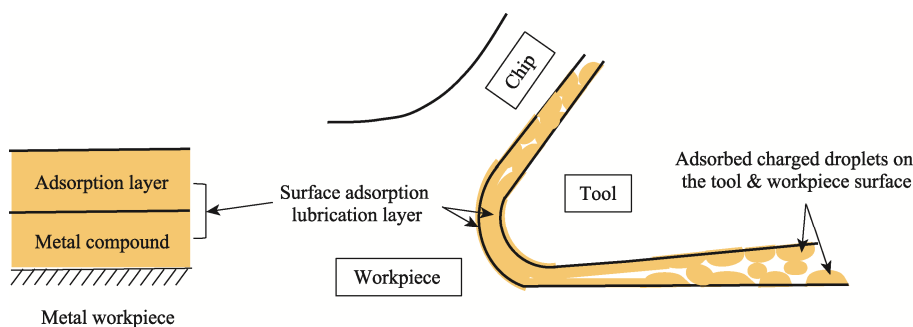 Adsorption layer
Metal compound
Metal workpiece
Surface adsorption
lubrication layer
Chip
Tool
Workpiece
Adsorbed charged droplets on
the tool & workpiece surface